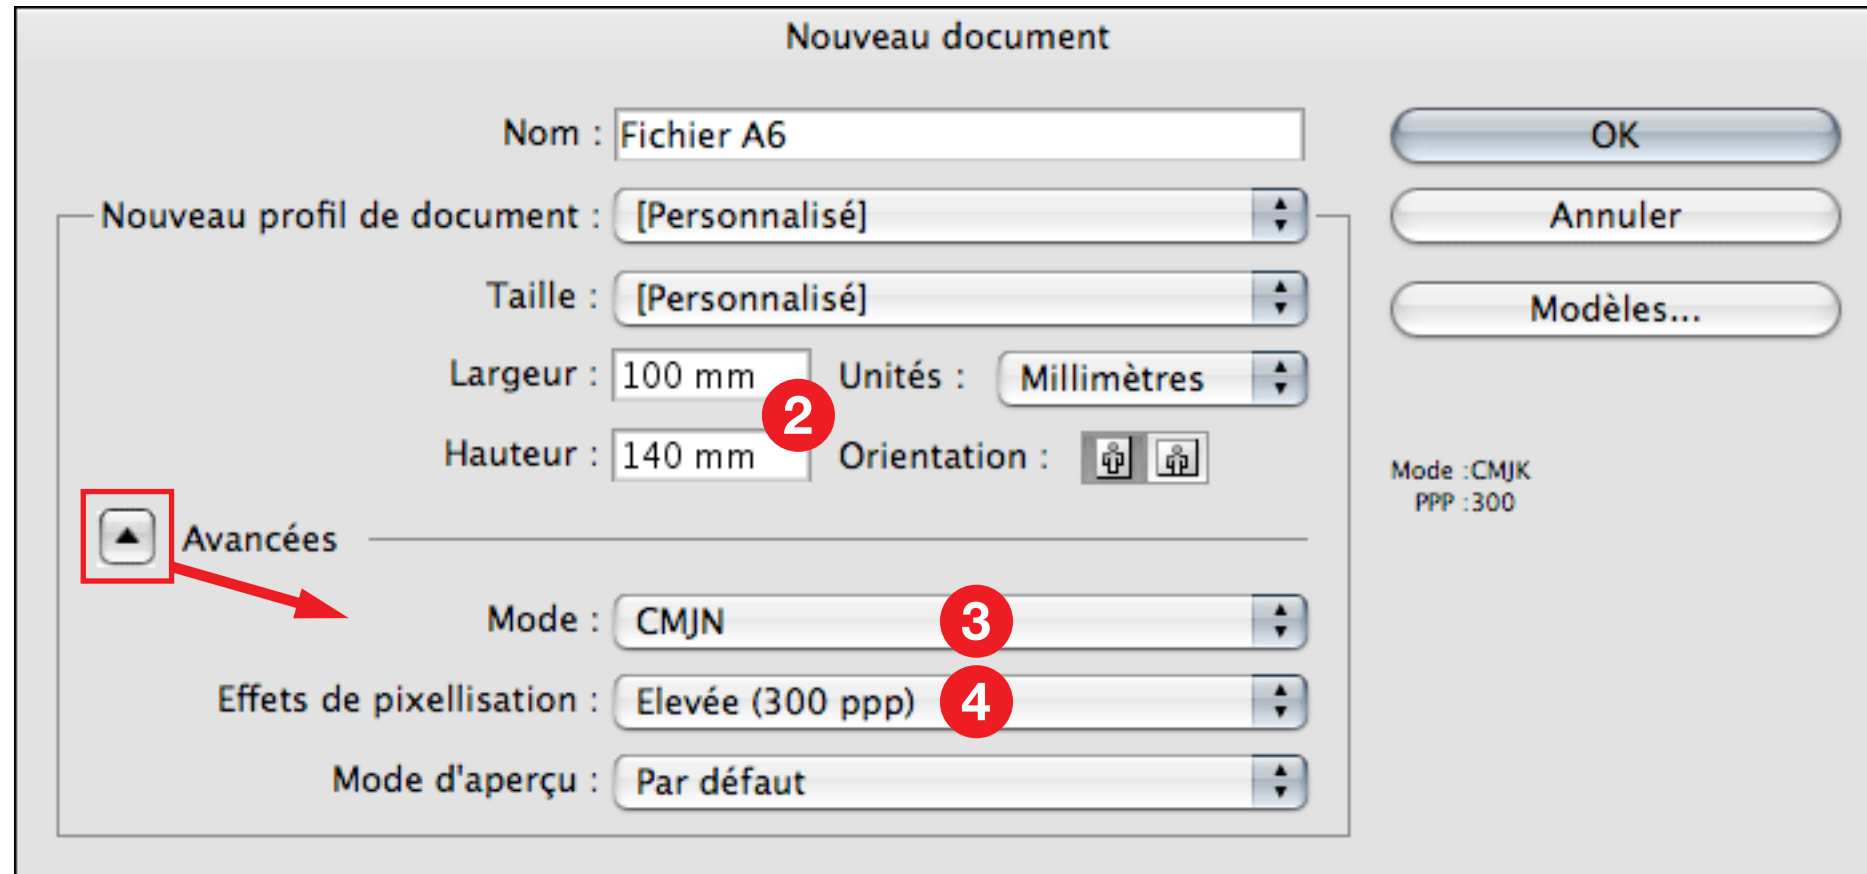 Nouveau document
Nom : Fichier A6
OK
Nouveau profil de document : [Personnalisé]
Annuler
Taille : [Personnalisé]
Modèles...
Largeur : 100 mm Unités : Millimètres
2
Hauteur : 140 mm Orientation :
Mode :CMJK
PPP :300
Avancées
Mode : CMJN 3
Effets de pixellisation : Elevée (300 ppp) 4
Mode d'aperçu : Par défaut